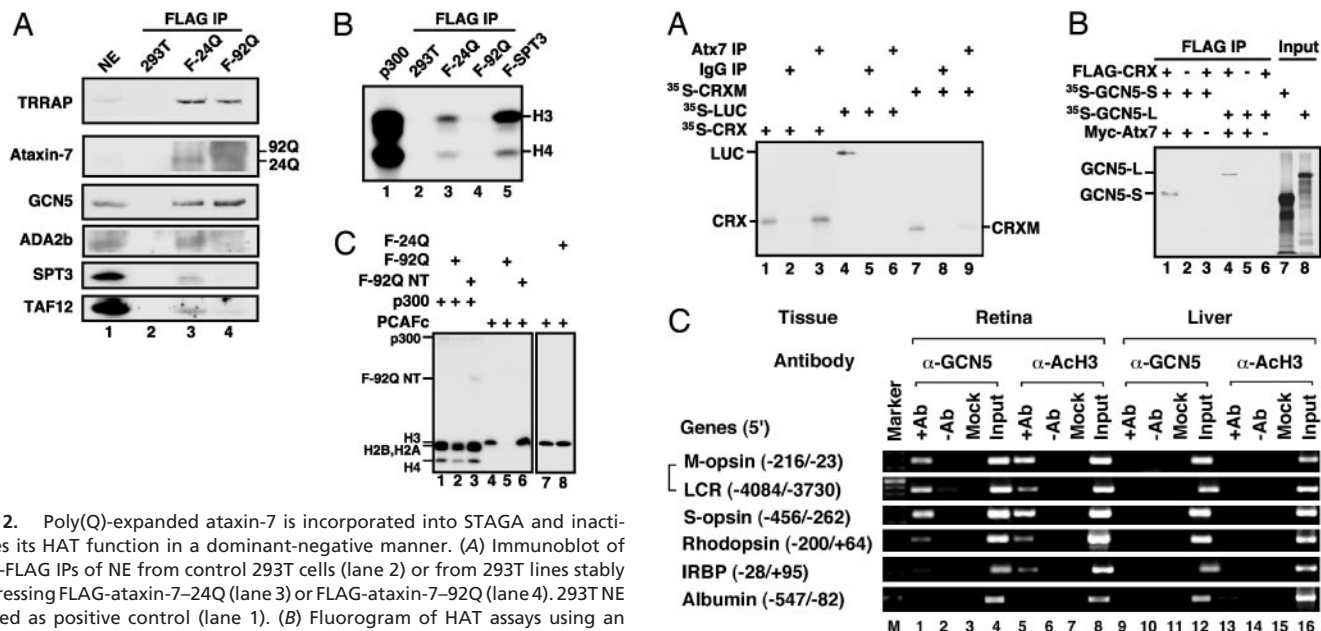 A
FLAG IP
NE 293T F-24Q F-92Q
TRRAP
Ataxin-7
92Q
24Q
GCN5
ADA2b
SPT3
TAF12
1 2 3 4
B
FLAG IP
p300 293T F-24Q F-92Q F-SPT3
H3
H4
1 2 3 4 5
C
F-24Q +
F-92Q + +
F-92Q NT + +
p300 + + +
PCAFc + + + + +
p300
F-92Q NT
H3
H2B,H2A
H4
1 2 3 4 5 6 7 8
2. Poly(Q)-expanded ataxin-7 is incorporated into STAGA and inacti-
es its HAT function in a dominant-negative manner. (A) Immunoblot of
-FLAG IPs of NE from control 293T cells (lane 2) or from 293T lines stably
ressing FLAG-ataxin-7–24Q (lane 3) or FLAG-ataxin-7–92Q (lane 4). 293T NE
ed as positive control (lane 1). (B) Fluorogram of HAT assays using an
A
Atx7 IP + + +
IgG IP + + +
35S-CRXM + + +
35S-LUC + + +
35S-CRX + + +
LUC
CRX
CRXM
1 2 3 4 5 6 7 8 9
B
FLAG IP Input
FLAG-CRX + - + + - +
35S-GCN5-S + + + +
35S-GCN5-L + + + +
Myc-Atx7 + + - + + -
GCN5-L
GCN5-S
1 2 3 4 5 6 7 8
C
Tissue Retina Liver
Antibody α-GCN5 α-AcH3 α-GCN5 α-AcH3
Genes (5') Marker +Ab -Ab Mock Input +Ab -Ab Mock Input +Ab -Ab Mock Input +Ab -Ab Mock Input
M-opsin (-216/-23)
LCR (-4084/-3730)
S-opsin (-456/-262)
Rhodopsin (-200/+64)
IRBP (-28/+95)
Albumin (-547/-82)
M 1 2 3 4 5 6 7 8 9 10 11 12 13 14 15 16